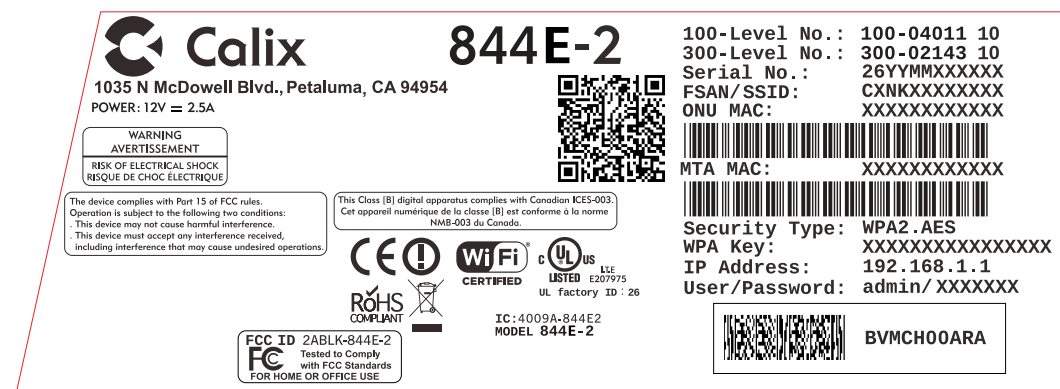 Calix
844E-2
1035 N McDowell Blvd., Petaluma, CA 94954
POWER: 12V = 2.5A
WARNING
AVERTISSEMENT
RISK OF ELECTRICAL SHOCK
RISQUE DE CHOC ÉLECTRIQUE
The device complies with Part 15 of FCC rules.
Operation is subject to the following two conditions:
. This device may not cause harmful interference.
. This device must accept any interference received,
including interference that may cause undesired operations.
This Class [B] digital apparatus complies with Canadian ICES-003.
Cet appareil numérique de la classe [B] est conforme à la norme
NMB-003 du Canada.
CE
Wi Fi
CERTIFIED
C UL US
LISTED
I.T.E
E207975
UL factory ID : 26
RoHS
COMPLIANT
IC:4009A-844E2
MODEL 844E-2
FCC ID 2ABLK-844E-2
FC
Tested to Comply
with FCC Standards
FOR HOME OR OFFICE USE
100-Level No.: 100-04011 10
300-Level No.: 300-02143 10
Serial No.: 26YYMMXXXXXX
FSAN/SSID: CXNKXXXXXXXX
ONU MAC: XXXXXXXXXXXX
MTA MAC: XXXXXXXXXXXX
Security Type: WPA2.AES
WPA Key: XXXXXXXXXXXXXXXX
IP Address: 192.168.1.1
User/Password: admin/XXXXXXX
BVMCH00ARA